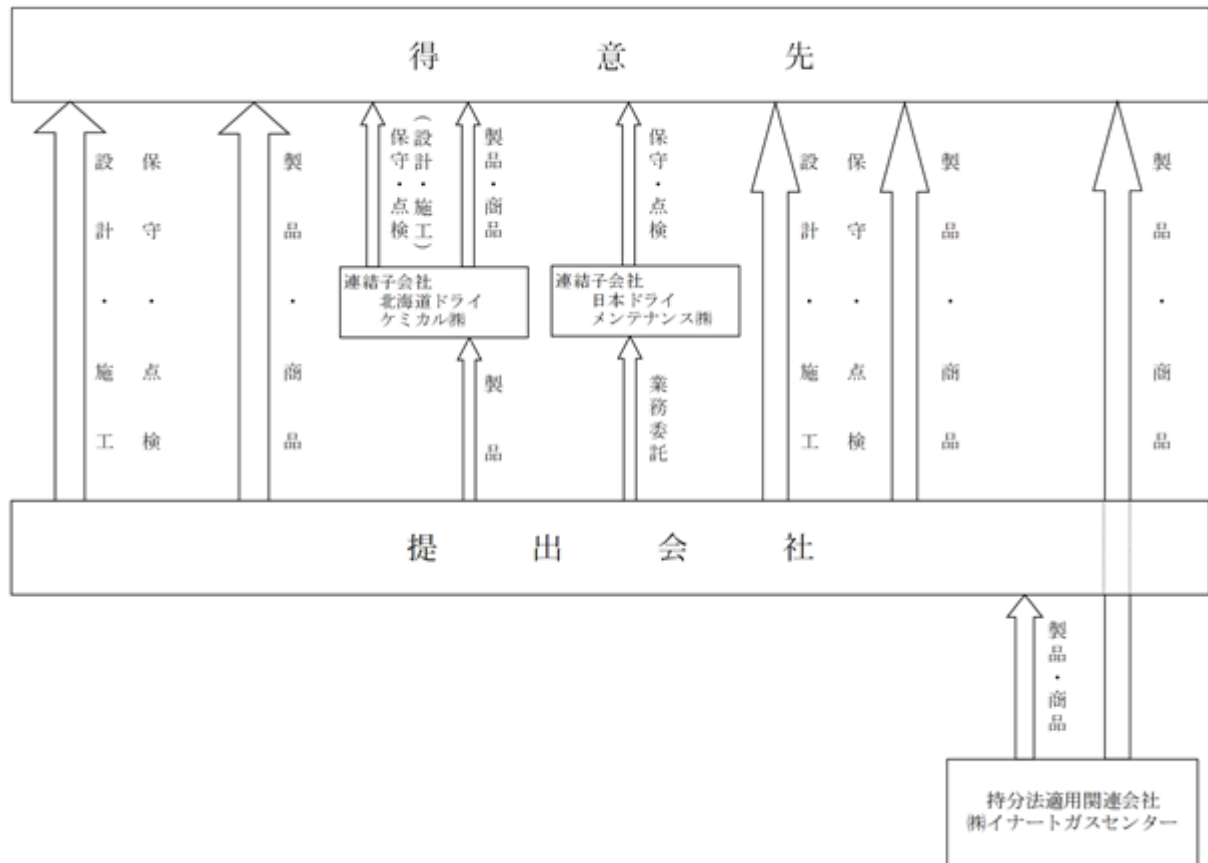 得意先
設計・施工
保守・点検
製品・商品
保守・点検
(設計・施工)
製品・商品
保守・点検
設計・施工
保守・点検
製品・商品
製品・商品
連結子会社
北海道ドライ
ケミカル㈱
連結子会社
日本ドライ
メンテナンス㈱
製品
業務委託
提出会社
製品・商品
持分法適用関連会社
㈱イナートガスセンター